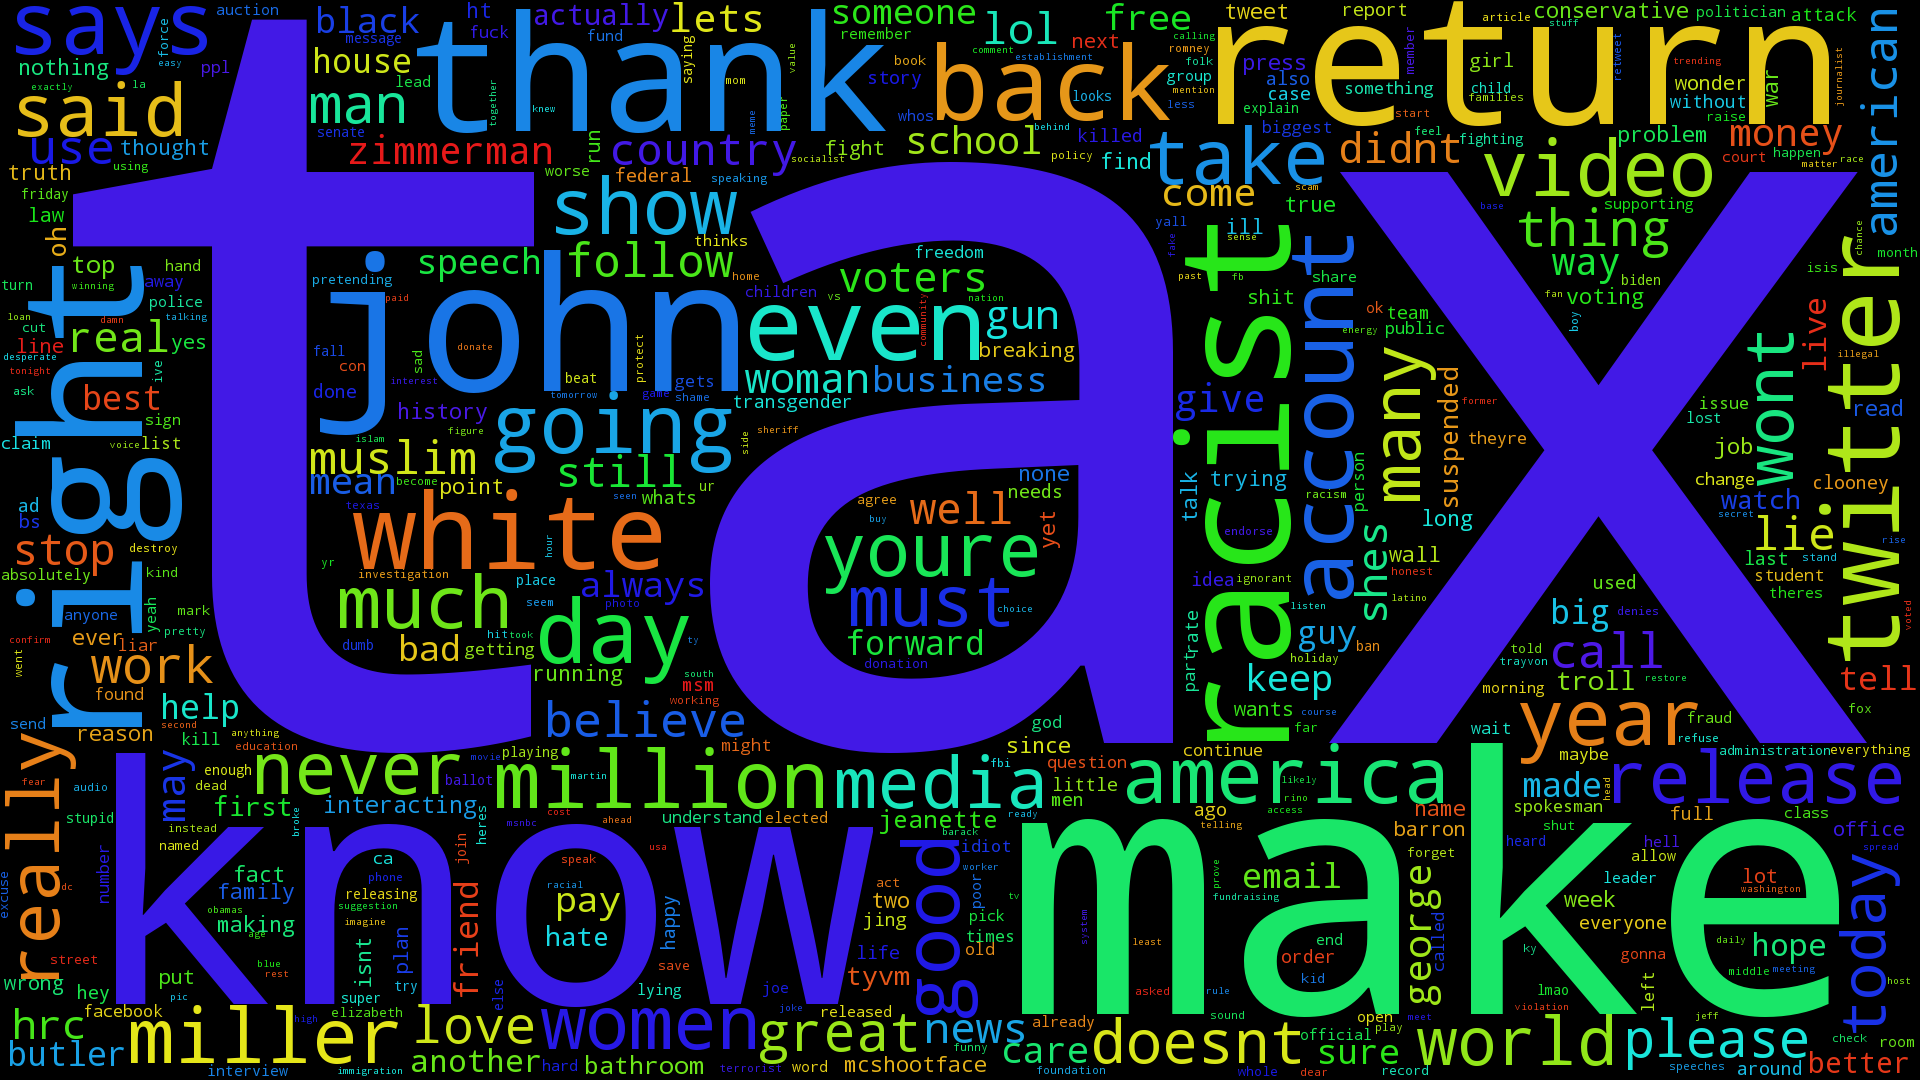 says
auction
force
easy
black
message
ht
fuck
actually
fund
lets
saying
mom
value
someone
remember
lol
comment
establishment
next
free
calling
romney
folk
mention
less
tweet
report
article
stuff
conservative
politician
attack
member
retweet
trending
journalist
american
nothing
ppl
exactly
la
house
lead
thank
book
story
back
looks
group
press
also
case
explain
return
something
girl
child
families
wonder
without
raise
war
said
man
together
knew
meme
paper
whos
behind
killed
biggest
start
feel
fighting
problem
money
use
thought
using
senate
zimmerman
run
country
socialist
fight
school
policy
find
take
didnt
video
court
happen
matter
race
truth
friday
law
oh
worse
federal
speaking
come
scam
true
base
supporting
tax
show
thinks
yall
ill
sense
thing
chance
month
top
winning
hand
away
speech
follow
home
freedom
voters
fake
past
fb
share
way
biden
isis
turn
loan
police
talking
pretending
paid
john
children
vs
nation
community
even
gun
breaking
shit
account
ok
team
public
energy
fan
voting
boy
live
twitter
illegal
right
cut
damn
real
yes
line
desperate
tonight
ive
fall
con
sad
donate
protect
beat
gets
interest
tomorrow
game
shame
woman
business
transgender
racist
many
suspended
former
wont
ask
best
sign
claim
voice
list
done
history
figure
islam
going
side
sheriff
give
theyre
issue
lost
job
read
muslim
still
mean
become
point
seen
whats
ur
texas
none
needs
talk
trying
racism
person
change
clooney
watch
secret
ad
bs
stop
destroy
white
hour
yr
investigation
agree
buy
well
yet
youre
endorse
long
wall
lie
last
stand
rise
student
theres
absolutely
kind
anyone
yeah
mark
pretty
much
place
seem
always
photo
must
choice
idea
ignorant
listen
shes
honest
latino
used
big
denies
voted
confirm
went
ever
liar
work
dumb
bad
hit
took
getting
day
ty
forward
donation
part
rate
guy
holiday
ban
told
trayvon
call
tell
found
send
reason
help
second
kill
running
south
msm
working
keep
wants
far
course
morning
troll
restore
year
fraud
refuse
fox
anything
education
believe
might
god
since
fbi
question
continue
wait
maybe
administration
everything
really
fear
audio
may
enough
dead
never
movie
playing
ballot
million
martin
media
little
men
america
likely
rino
access
made
head
release
stupid
first
interacting
instead
named
broke
heres
msnbc
cost
ahead
understand
elected
jeanette
barack
ready
ago
telling
name
barron
spokesman
shut
full
class
office
spread
know
number
fact
family
ca
phone
releasing
suggestion
imagine
join
speak
usa
racial
pay
hate
happy
act
two
jing
good
idiot
worker
poor
tv
make
prove
email
fundraising
forget
heard
hell
allow
leader
lot
washington
excuse
dc
obamas
making
age
street
blue
rest
isnt
plan
friend
save
life
pick
times
old
system
least
end
order
kid
george
called
week
everyone
ky
gonna
daily
hope
middle
meeting
today
wrong
hey
put
pic
try
super
else
lying
joe
tyvm
asked
rule
lmao
left
violation
host
facebook
elizabeth
high
joke
released
sound
already
official
open
play
meet
jeff
hrc
miller
love
women
great
news
funny
care
doesnt
sure
world
please
check
room
butler
interview
immigration
another
hard
bathroom
terrorist
word
mcshootface
foundation
whole
dear
record
speeches
around
better